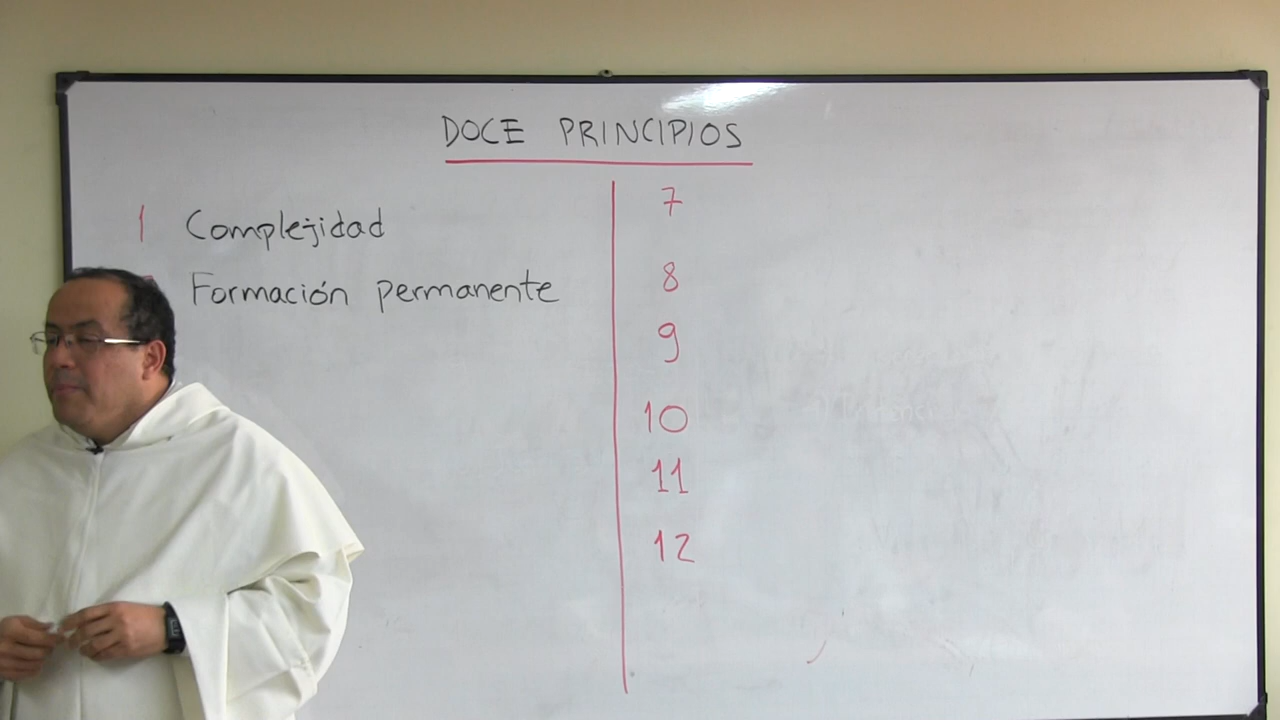 DOCE PRINCIPIOS
1 Complejidad
Formación permanente
7
8
9
10
11
12